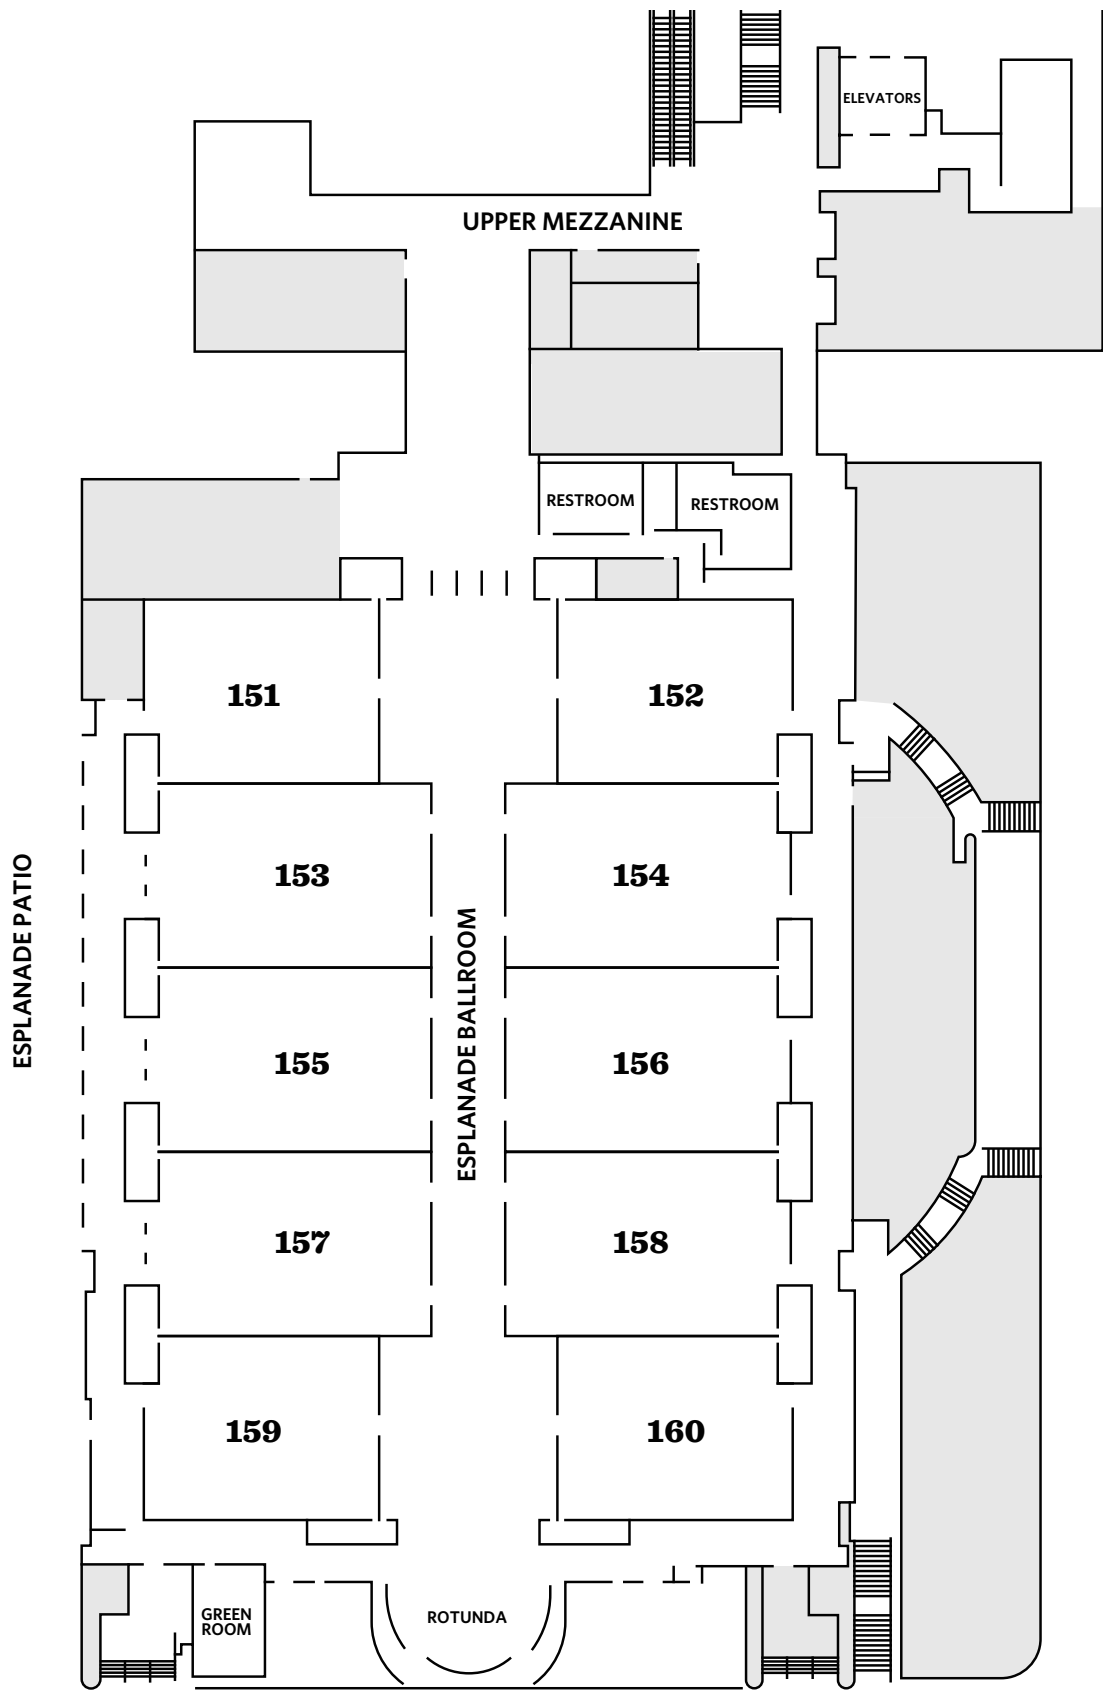 ELEVATORS
UPPER MEZZANINE
RESTROOM
RESTROOM
151
152
153
154
ESPLANADE PATIO
ESPLANADE BALLROOM
155
156
157
158
159
160
GREEN
ROOM
ROTUNDA